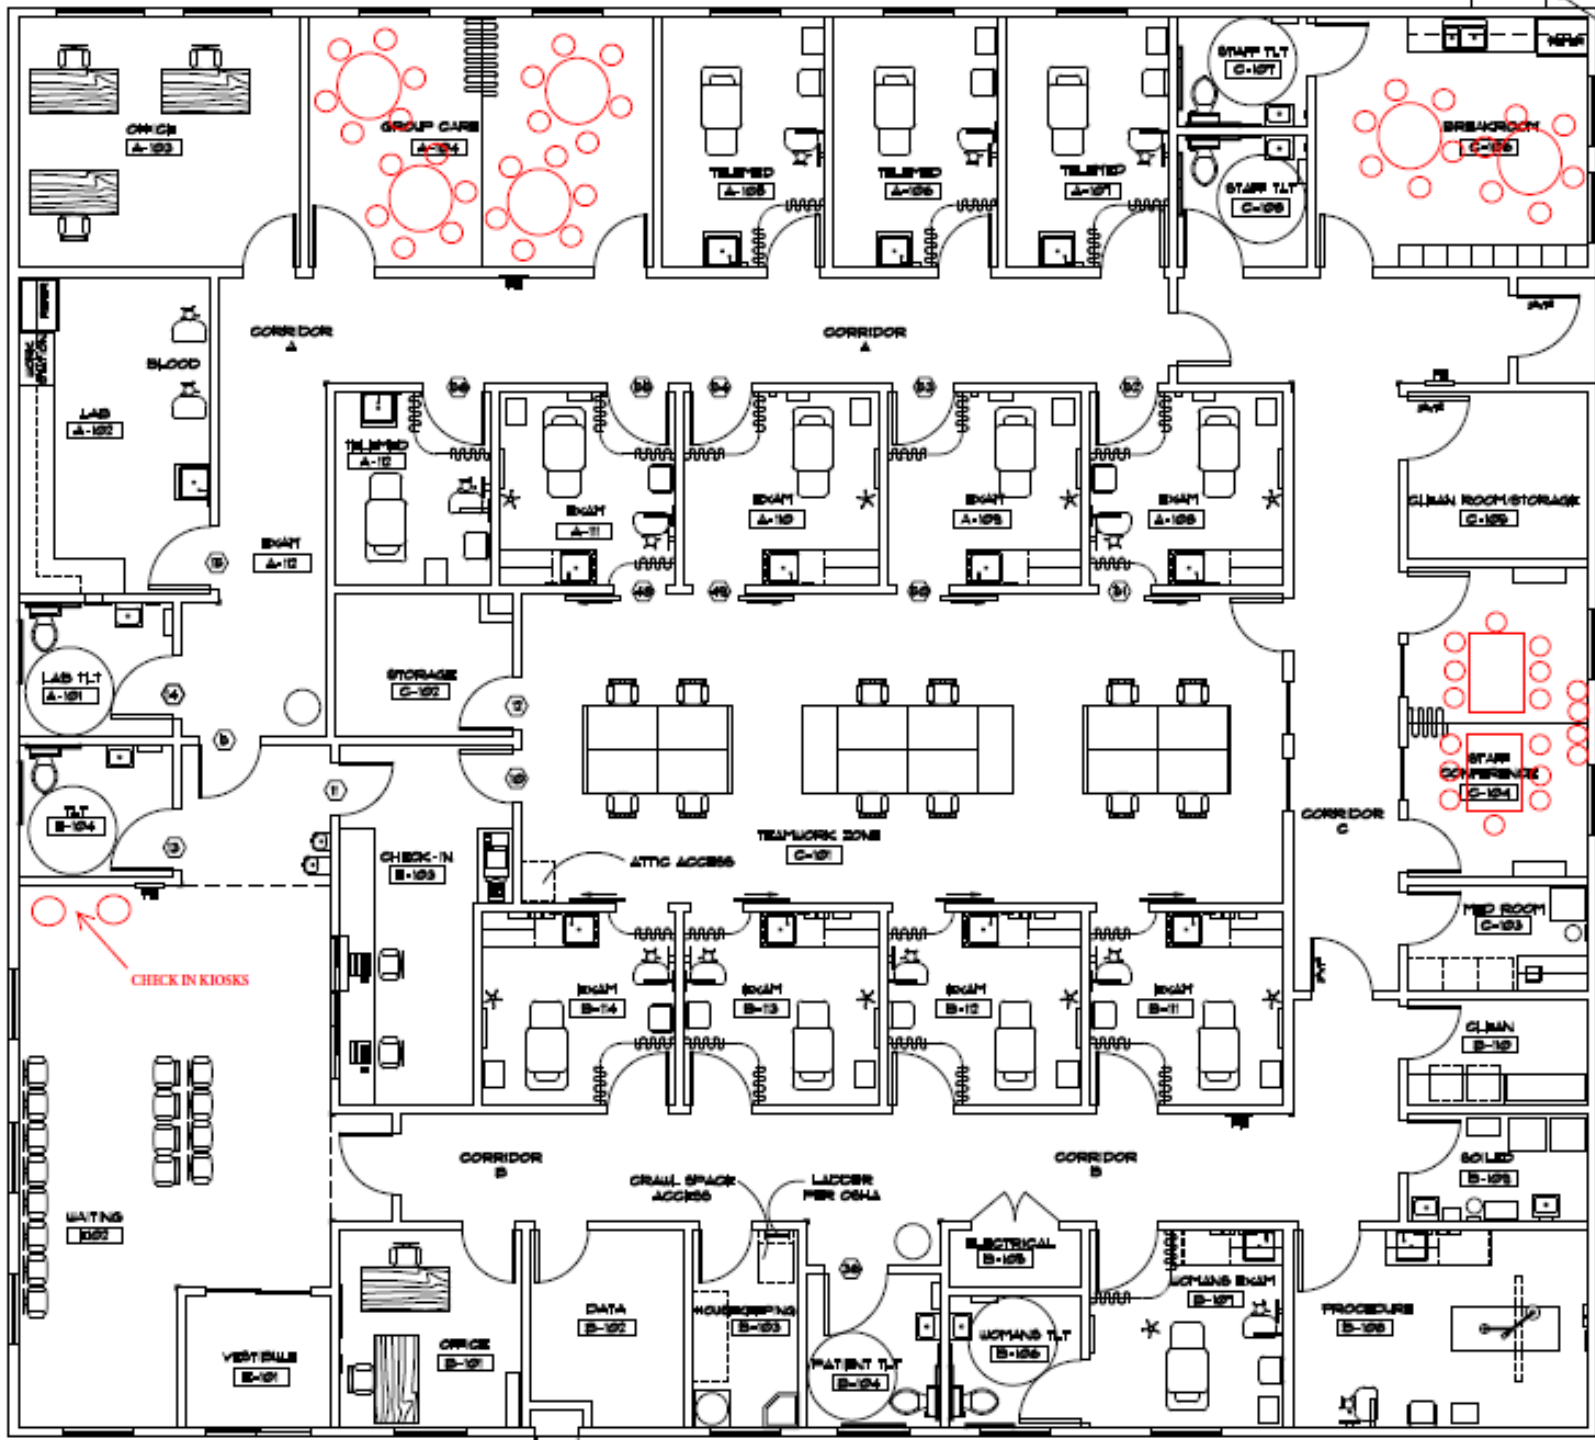 OFFICE
A-103
GROUP CARE
A-104
TELEMED
A-105
TELEMED
A-106
TELEMED
A-107
STAFF TLT
C-107
STAFF TLT
C-108
BREAKROOM
C-106
CORRIDOR
A
CORRIDOR
A
BLOOD
LAB
A-102
TELEMED
A-112
EXAM
A-111
EXAM
A-110
EXAM
A-109
EXAM
A-108
CLEAN ROOM/STORAGE
C-105
EXAM
A-112
LAB TLT
A-101
STORAGE
C-102
TLT
E-104
CHECK-IN
E-103
TEAMWORK ZONE
C-101
ATTIC ACCESS
STAFF
CONFERENCE
C-104
CORRIDOR
C
MED ROOM
C-103
CHECK IN KIOSKS
EXAM
B-114
EXAM
B-113
EXAM
B-112
EXAM
B-111
CLEAN
B-110
SOILED
B-109
CORRIDOR
B
CORRIDOR
B
CRAWL SPACE
ACCESS
LADDER
PER OSHA
WAITING
E102
VESTIBULE
E-101
OFFICE
B-101
DATA
B-102
HOUSEKEEPING
B-103
PATIENT TLT
B-104
ELECTRICAL
B-105
WOMANS TLT
B-106
WOMANS EXAM
B-107
PROCEDURE
B-108